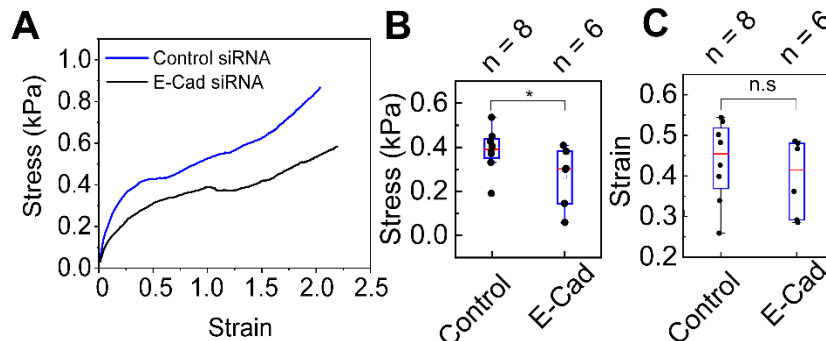 A
Stress (kPa)
1.0
0.8
0.6
0.4
0.2
0.0
Control siRNA
E-Cad siRNA
0
0.5
1.0
1.5
2.0
2.5
Strain
B
n = 8
n = 6
*
Stress (kPa)
0.6
0.4
0.2
0.0
Control
E-Cad
C
n = 8
n = 6
n.s
Strain
0.6
0.5
0.4
0.3
0.2
Control
E-Cad